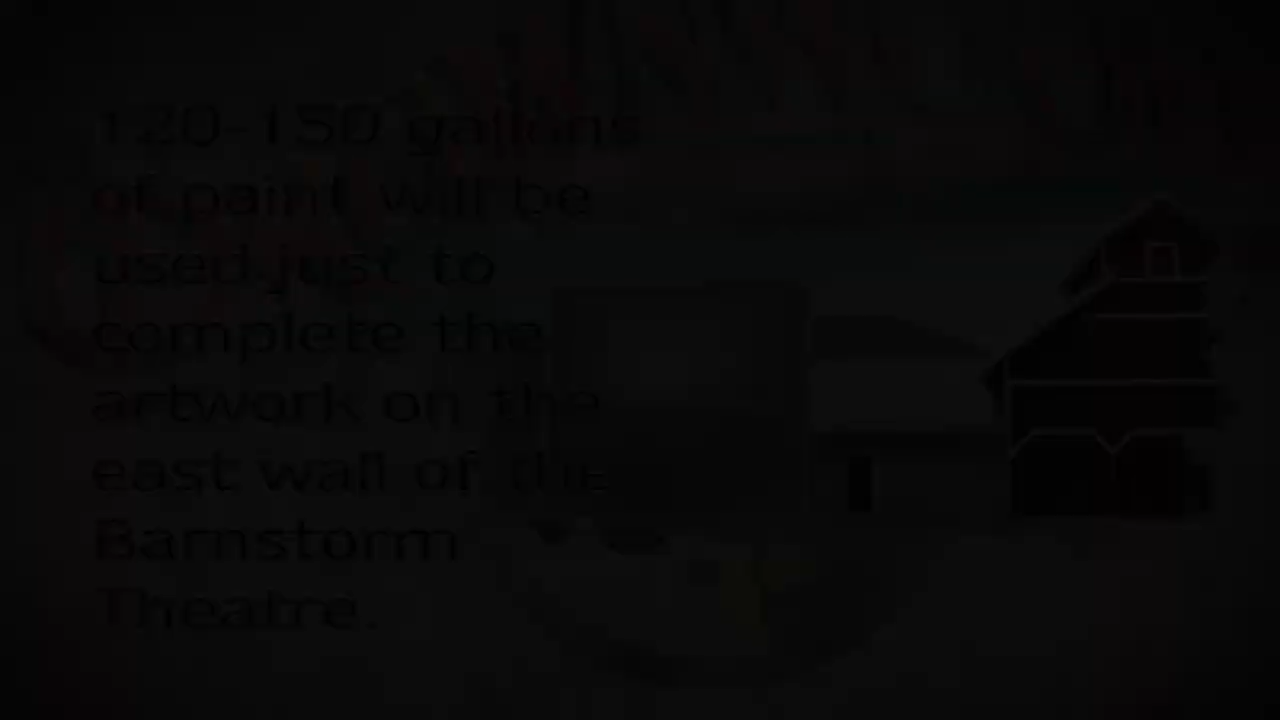 120-150 gallons
of paint will be
used just to
complete the
artwork on the
east wall of the
Barnstorm
Theatre.